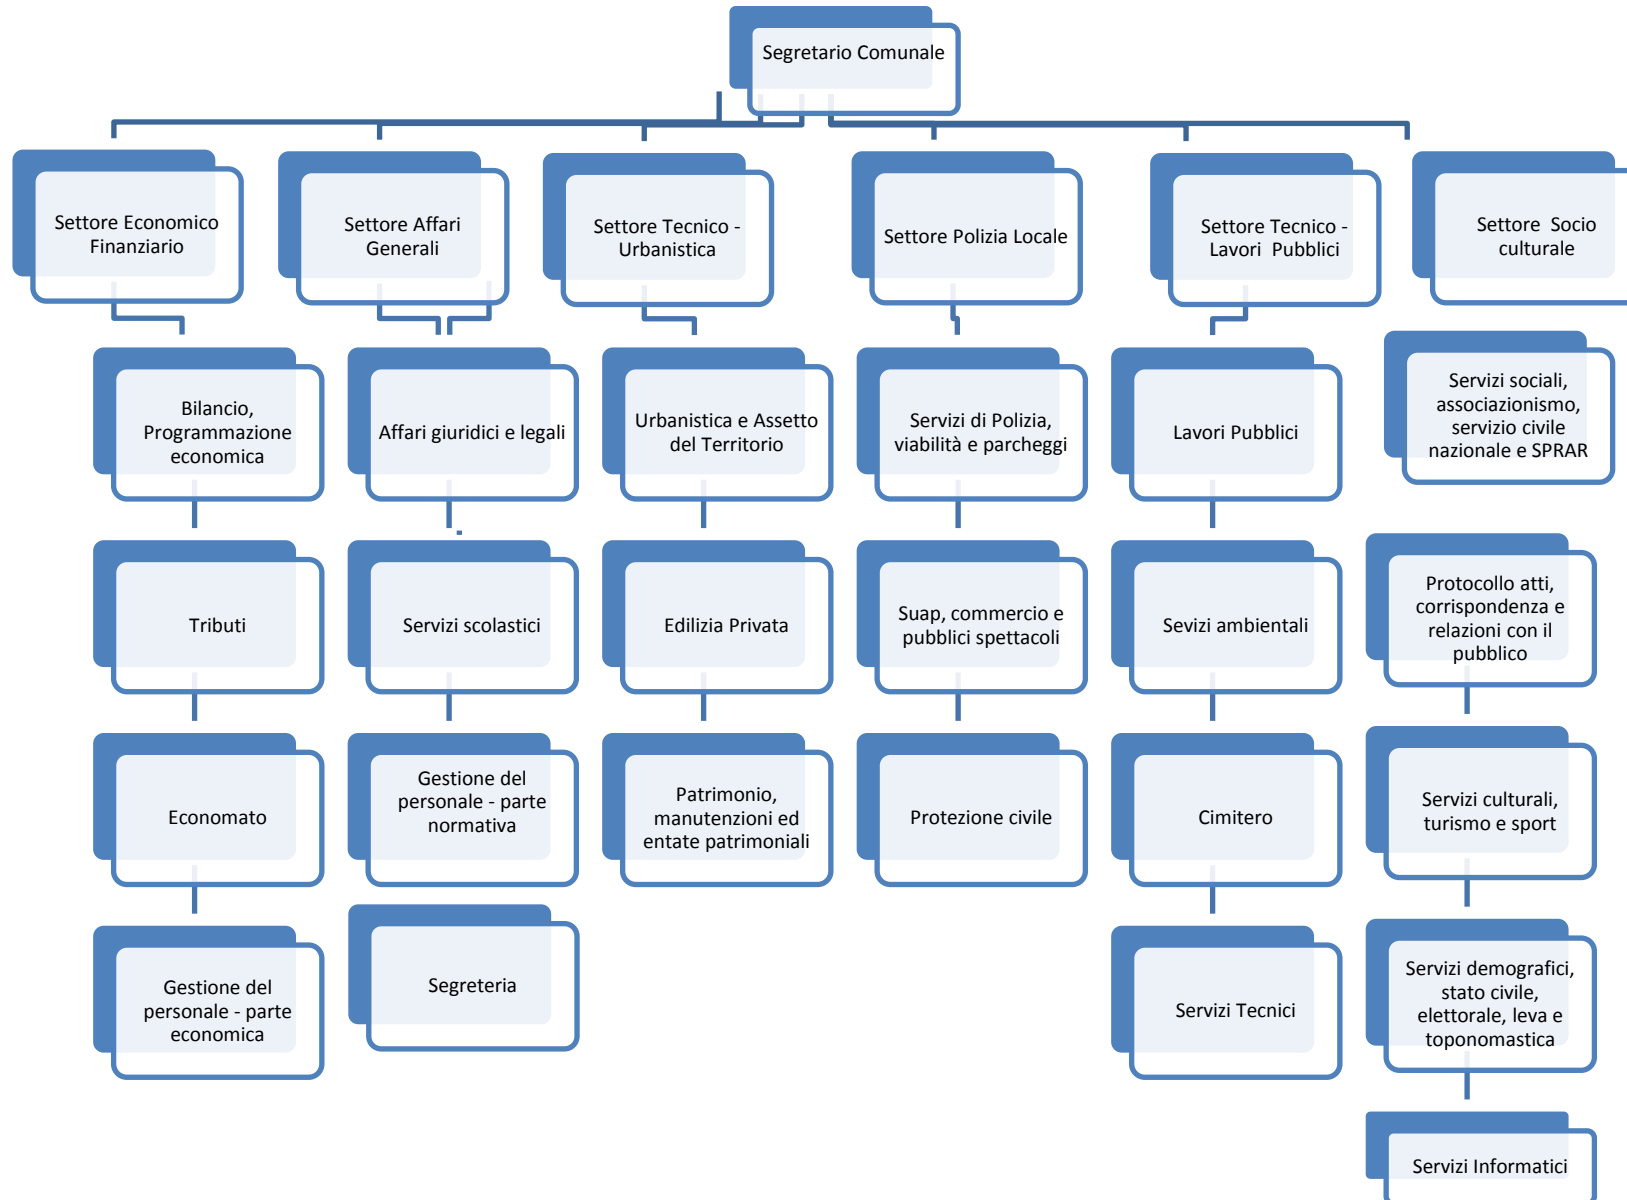 Segretario Comunale
Settore Economico
Finanziario
Settore Affari
Generali
Settore Tecnico -
Urbanistica
Settore Polizia Locale
Settore Tecnico -
Lavori Pubblici
Settore Socio
culturale
Bilancio,
Programmazione
economica
Affari giuridici e legali
Urbanistica e Assetto
del Territorio
Servizi di Polizia,
viabilità e parcheggi
Lavori Pubblici
Servizi sociali,
associazionismo,
servizio civile
nazionale e SPRAR
Tributi
Servizi scolastici
Edilizia Privata
Suap, commercio e
pubblici spettacoli
Sevizi ambientali
Protocollo atti,
corrispondenza e
relazioni con il
pubblico
Economato
Gestione del
personale - parte
normativa
Patrimonio,
manutenzioni ed
entate patrimoniali
Protezione civile
Cimitero
Servizi culturali,
turismo e sport
Gestione del
personale - parte
economica
Segreteria
Servizi Tecnici
Servizi demografici,
stato civile,
elettorale, leva e
toponomastica
Servizi Informatici